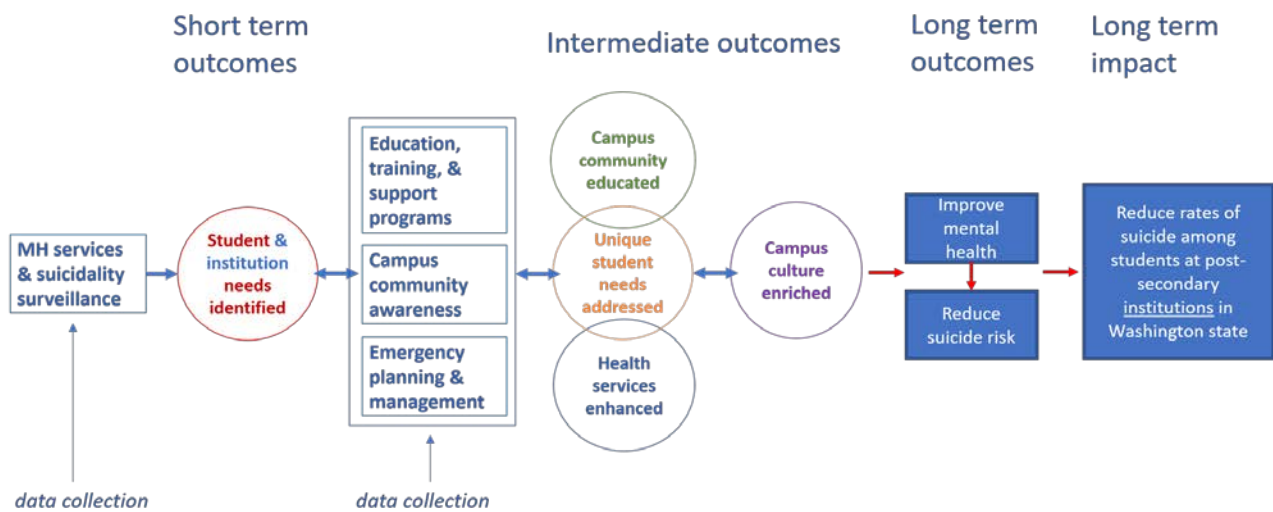 Short term
outcomes
Intermediate outcomes
Long term
outcomes
Long term
impact
MH services
& suicidality
surveillance
Student &
institution
needs
identified
Education,
training, &
support
programs
Campus
community
awareness
Emergency
planning &
management
Campus
community
educated
Unique
student
needs
addressed
Health
services
enhanced
Campus
culture
enriched
Improve
mental
health
Reduce
suicide risk
Reduce rates of
suicide among
students at post-
secondary
institutions in
Washington state
data collection
data collection